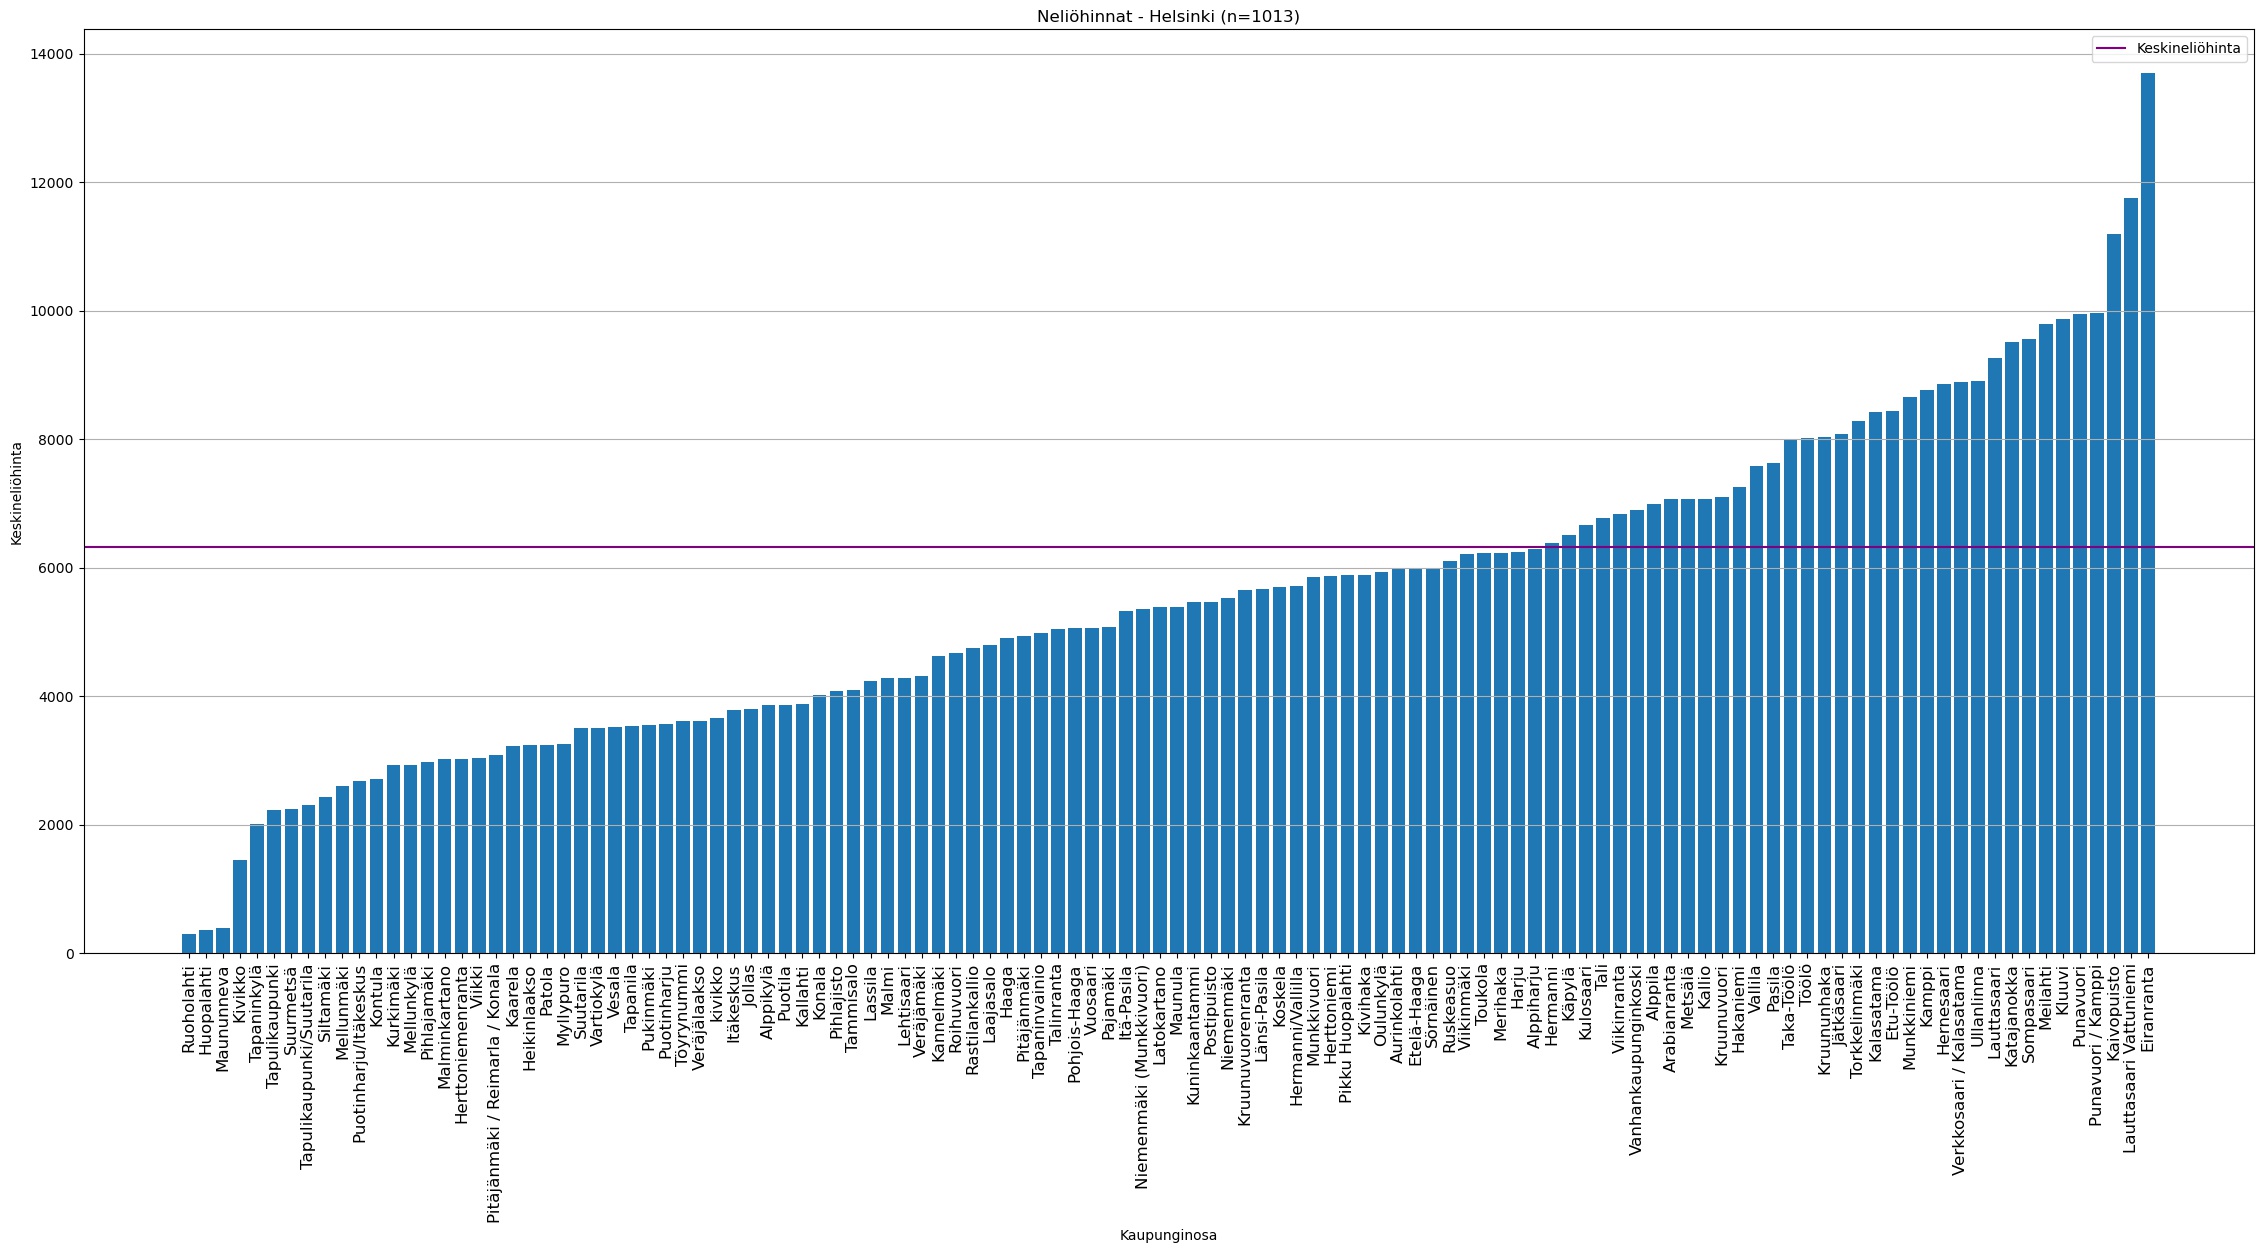 Neliöhinnat - Helsinki (n=1013)
Keskineliöhinta
14000
12000
10000
8000
6000
4000
2000
0
Keskineliöhinta
Ruoholahti
Huopalahti
Maununneva
Kivikko
Tapaninkylä
Tapulikaupunki
Suurmetsä
Tapulikaupunki/Suutarila
Siltamäki
Mellunmäki
Puotinharju/Itäkeskus
Kontula
Kurkimäki
Mellunkylä
Pihlajamäki
Malminkartano
Herttoniemenranta
Viikki
Pitäjänmäki / Reimarla / Konala
Kaarela
Heikinlaakso
Patola
Myllypuro
Suutarila
Vartiokylä
Vesala
Tapanila
Pukinmäki
Puotinharju
Töyrynummi
Veräjälaakso
kivikko
Itäkeskus
Jollas
Alppikylä
Puotila
Kallahti
Konala
Pihlajisto
Tammisalo
Lassila
Malmi
Lehtisaari
Veräjämäki
Kannelmäki
Roihuvuori
Rastilankallio
Laajasalo
Haaga
Pitäjänmäki
Tapaninvainio
Talinranta
Pohjois-Haaga
Vuosaari
Pajamäki
Itä-Pasila
Niemenmäki (Munkkivuori)
Latokartano
Maunula
Kuninkaantammi
Postipuisto
Niemenmäki
Kruunuvuorenranta
Länsi-Pasila
Koskela
Hermanni/Vallilla
Munkkivuori
Herttoniemi
Pikku Huopalahti
Kivihaka
Oulunkylä
Aurinkolahti
Etelä-Haaga
Sörnäinen
Ruskeasuo
Viikinmäki
Toukola
Merihaka
Harju
Alppiharju
Hermanni
Käpylä
Kulosaari
Tali
Viikinranta
Vanhankaupunginkoski
Alppila
Arabianranta
Metsälä
Kallio
Kruunuvuori
Hakaniemi
Vallila
Pasila
Taka-Töölö
Töölö
Kruununhaka
Jätkäsaari
Torkkelinmäki
Kalasatama
Etu-Töölö
Munkkiniemi
Kamppi
Hernesaari
Verkkosaari / Kalasatama
Ullanlinna
Lauttasaari
Katajanokka
Sompasaari
Meilahti
Kluuvi
Punavuori
Punavuori / Kamppi
Kaivopuisto
Lauttasaari Vattuniemi
Eiranranta
Kaupunginosa